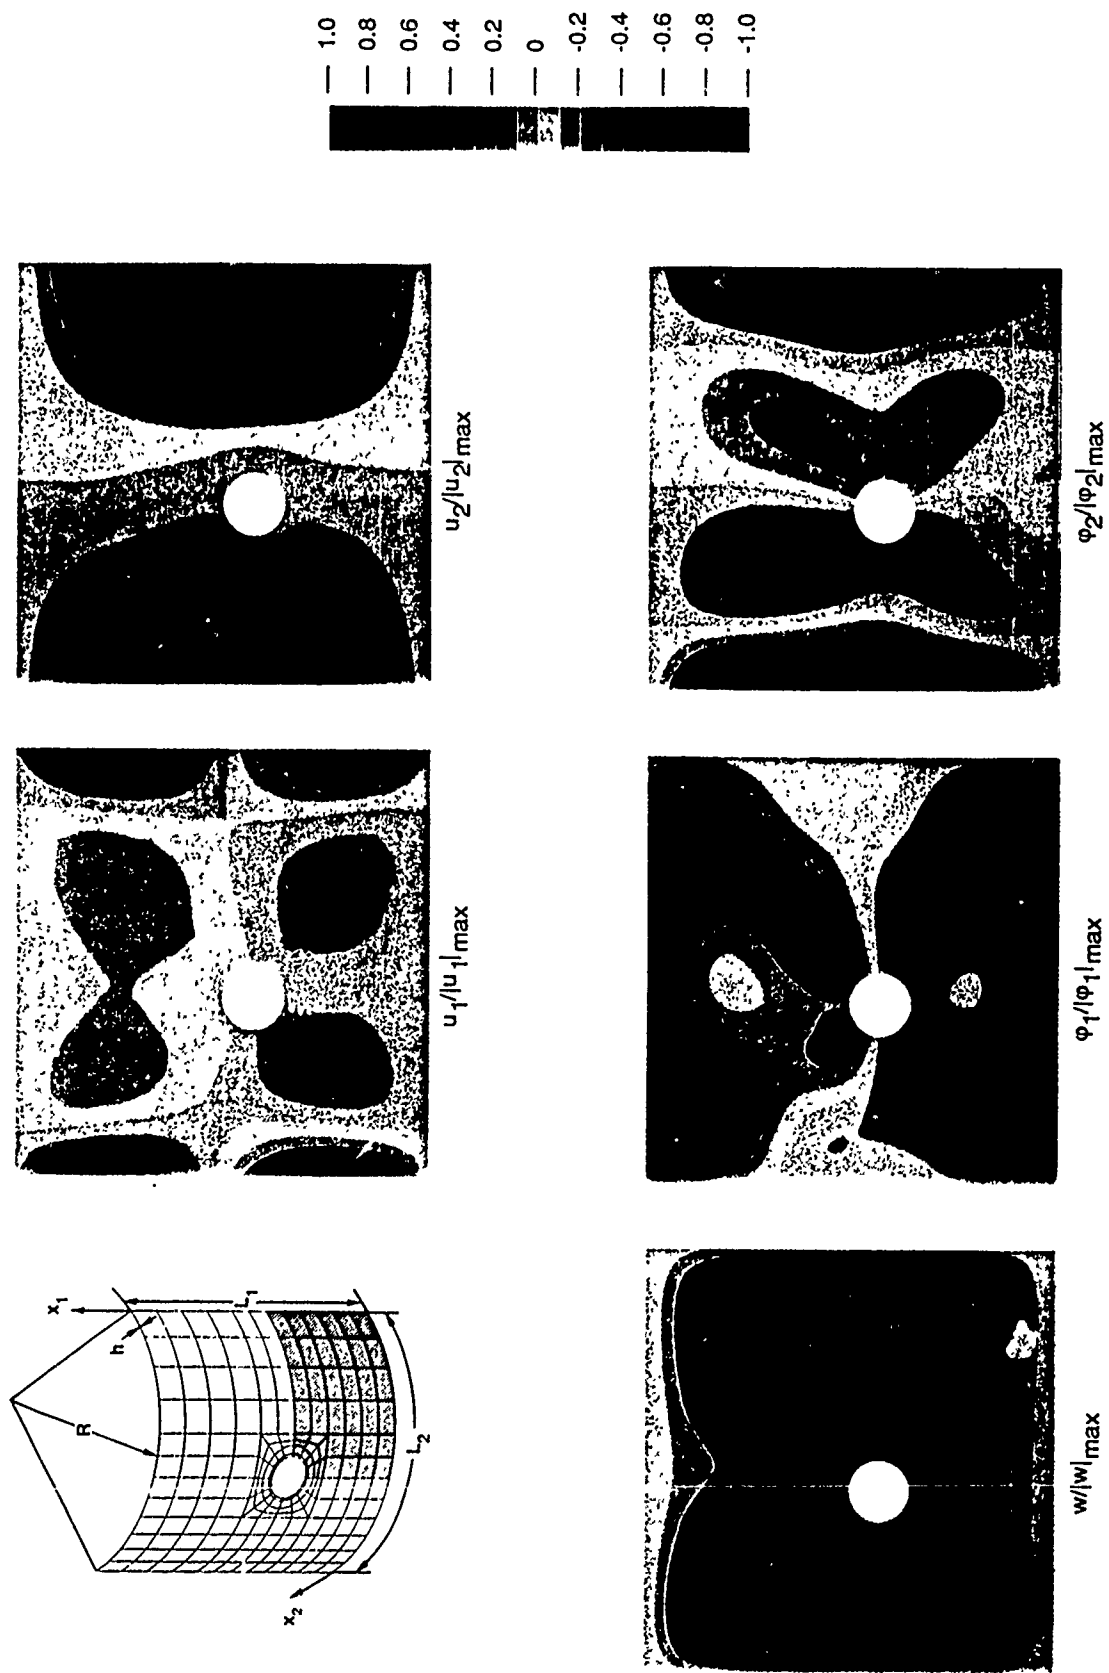 x₁
h
L₁
R
L₂
x₂
u₁/|u₁|max
u₂/|u₂|max
w/|w|max
φ₁/|φ₁|max
φ₂/|φ₂|max
1.0
0.8
0.6
0.4
0.2
0
-0.2
-0.4
-0.6
-0.8
-1.0